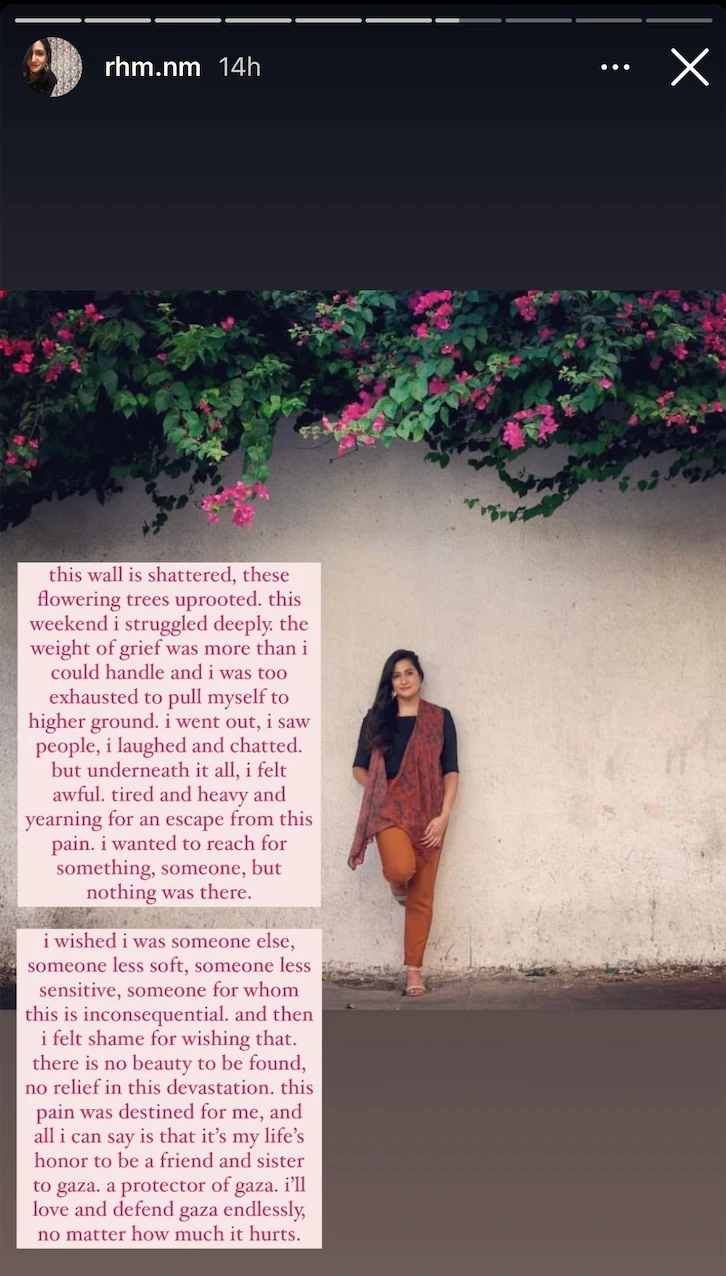 rhm.nm 14h
this wall is shattered, these
flowering trees uprooted. this
weekend i struggled deeply. the
weight of grief was more than i
could handle and i was too
exhausted to pull myself to
higher ground. i went out, i saw
people, i laughed and chatted.
but underneath it all, i felt
awful. tired and heavy and
yearning for an escape from this
pain. i wanted to reach for
something, someone, but
nothing was there.
i wished i was someone else,
someone less soft, someone less
sensitive, someone for whom
this is inconsequential. and then
i felt shame for wishing that.
there is no beauty to be found,
no relief in this devastation. this
pain was destined for me, and
all i can say is that it's my life's
honor to be a friend and sister
to gaza. a protector of gaza. i'll
love and defend gaza endlessly,
no matter how much it hurts.